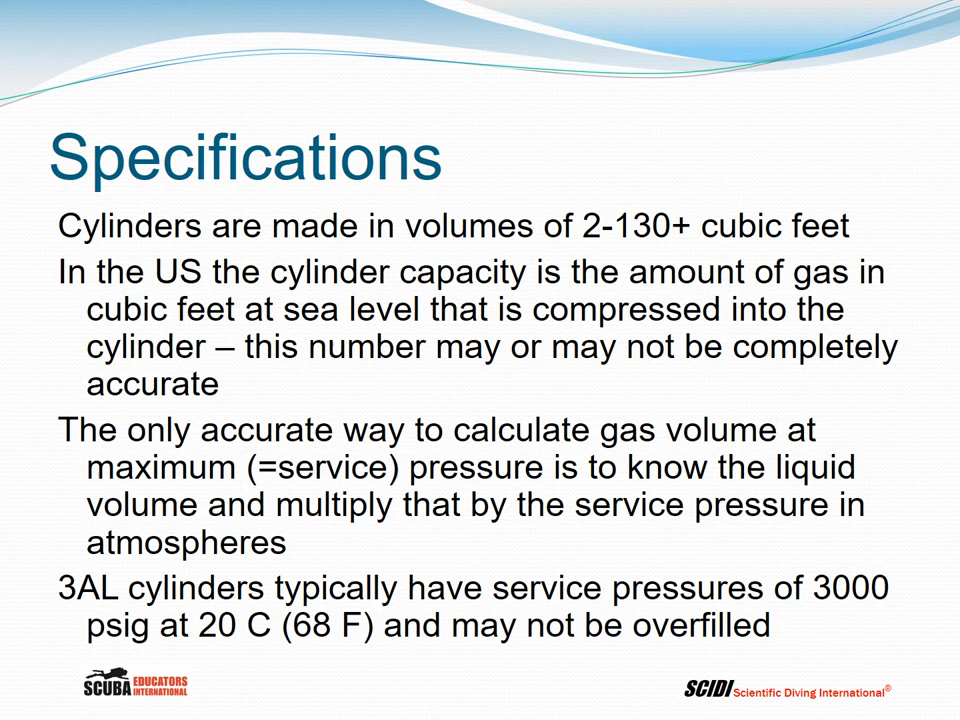 Specifications
Cylinders are made in volumes of 2-130+ cubic feet
In the US the cylinder capacity is the amount of gas in
cubic feet at sea level that is compressed into the
cylinder – this number may or may not be completely
accurate
The only accurate way to calculate gas volume at
maximum (=service) pressure is to know the liquid
volume and multiply that by the service pressure in
atmospheres
3AL cylinders typically have service pressures of 3000
psig at 20 C (68 F) and may not be overfilled
SCUBA EDUCATORS
INTERNATIONAL
SCIDI Scientific Diving International®